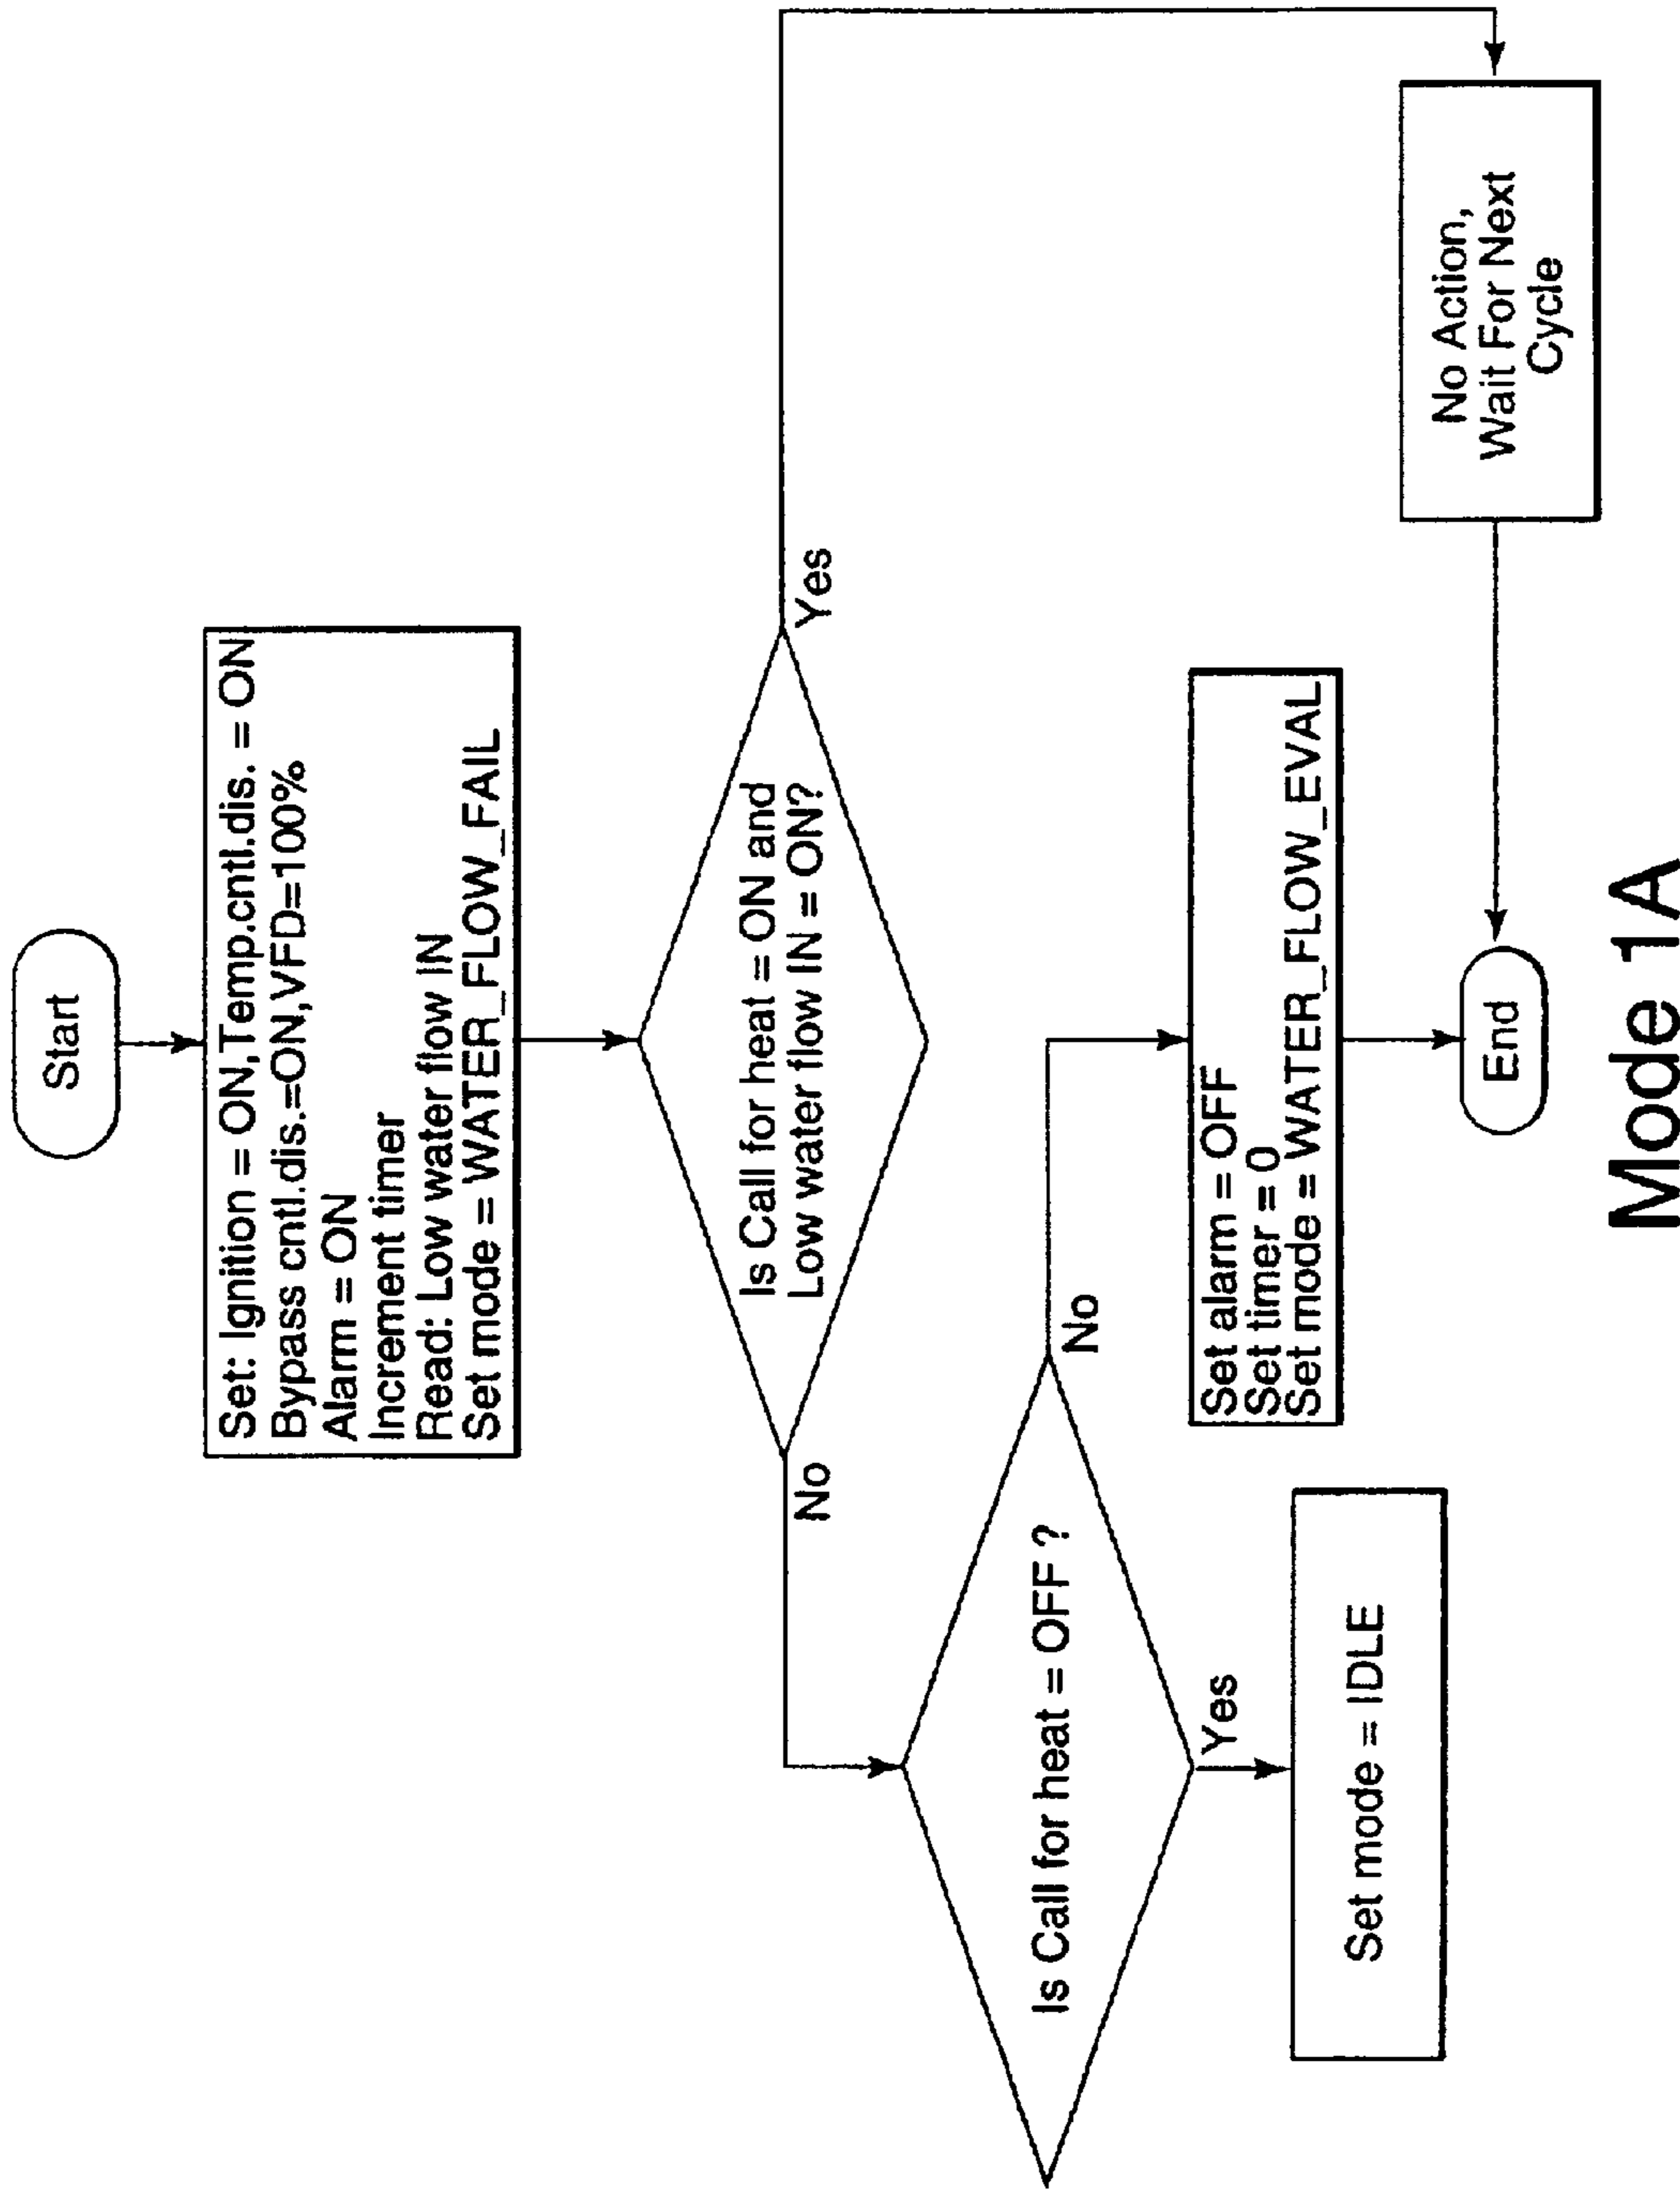 Start
Set: Ignition = ON,Temp.cntl.dis. = ON
Bypass cntl.dis.=ON,VFD=100%
Alarm = ON
Increment timer
Read: Low water flow IN
Set mode = WATER_FLOW_FAIL
Is Call for heat = ON and
Low water flow IN = ON?
Yes
No
Is Call for heat = OFF ?
No
Yes
Set alarm = OFF
Set timer = 0
Set mode = WATER_FLOW_EVAL
Set mode = IDLE
No Action,
Wait For Next
Cycle
End
Mode 1A